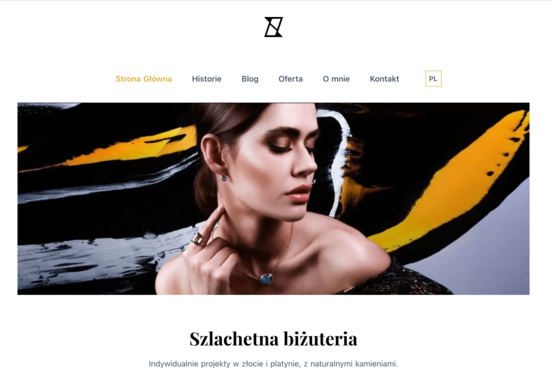 Strona Główna Historie Blog Oferta O mnie Kontakt PL
Szlachetna biżuteria
Indywidualnie projekty w złocie i platynie, z naturalnymi kamieniami.